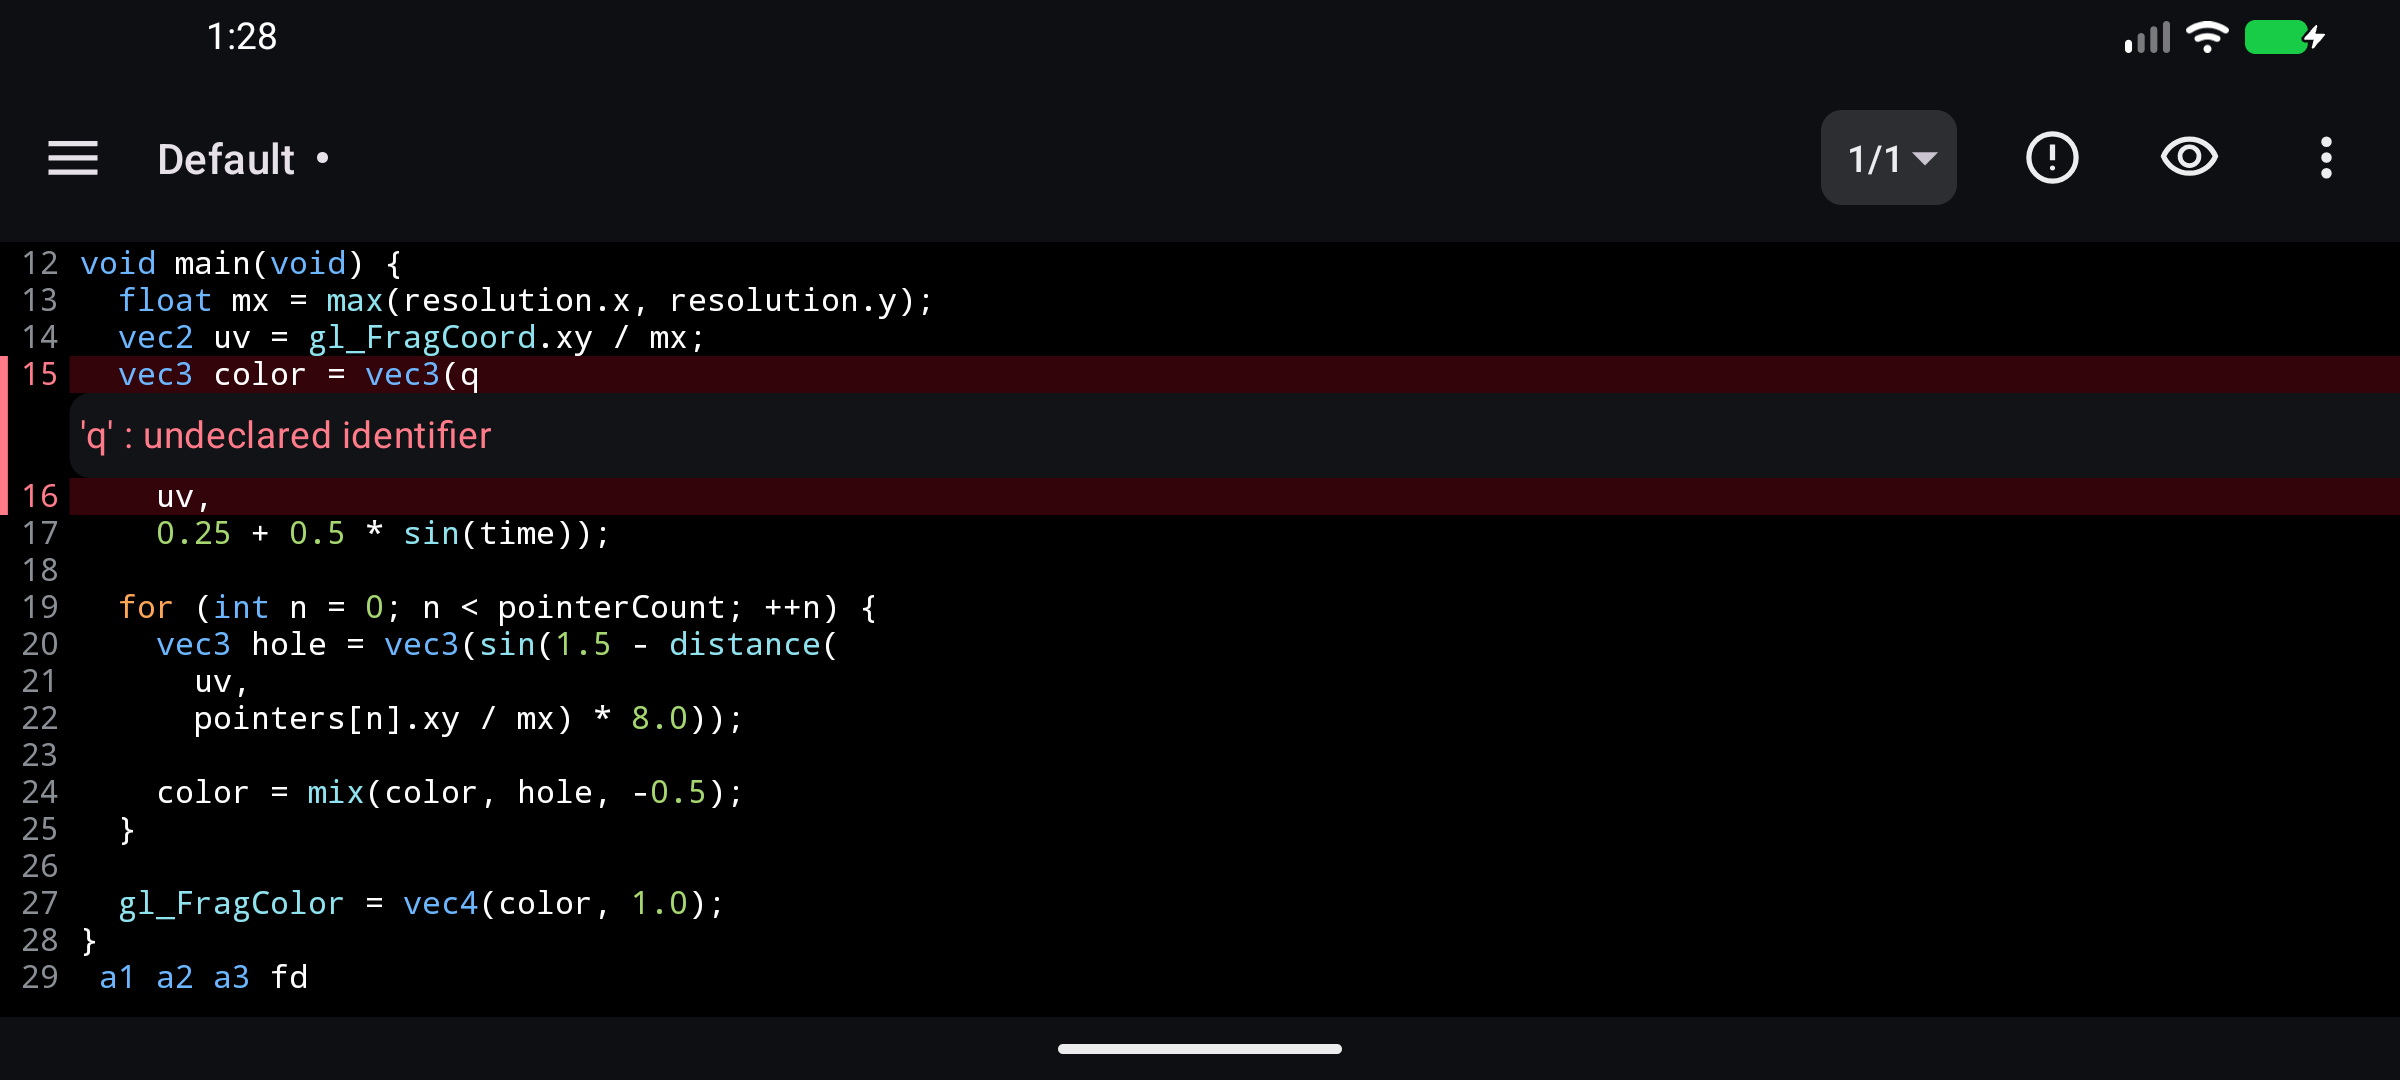 1:28
Default •
1/1
12 void main(void) {
13   float mx = max(resolution.x, resolution.y);
14   vec2 uv = gl_FragCoord.xy / mx;
15   vec3 color = vec3(q
'q' : undeclared identifier
16     uv,
17     0.25 + 0.5 * sin(time));
18
19   for (int n = 0; n < pointerCount; ++n) {
20     vec3 hole = vec3(sin(1.5 - distance(
21       uv,
22       pointers[n].xy / mx) * 8.0));
23
24     color = mix(color, hole, -0.5);
25   }
26
27   gl_FragColor = vec4(color, 1.0);
28 }
29  a1 a2 a3 fd